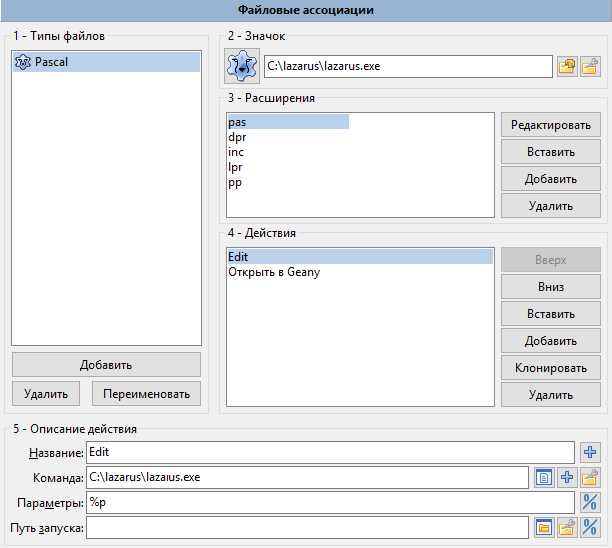 Файловые ассоциации
1 - Типы файлов
Pascal
Добавить
Удалить
Переименовать
2 - Значок
C:\lazarus\lazarus.exe
3 - Расширения
pas
dpr
inc
lpr
pp
Редактировать
Вставить
Добавить
Удалить
4 - Действия
Edit
Открыть в Geany
Вверх
Вниз
Вставить
Добавить
Клонировать
Удалить
5 - Описание действия
Название: Edit
Команда: C:\lazarus\lazaıus.exe
Параметры: %p
Путь запуска: